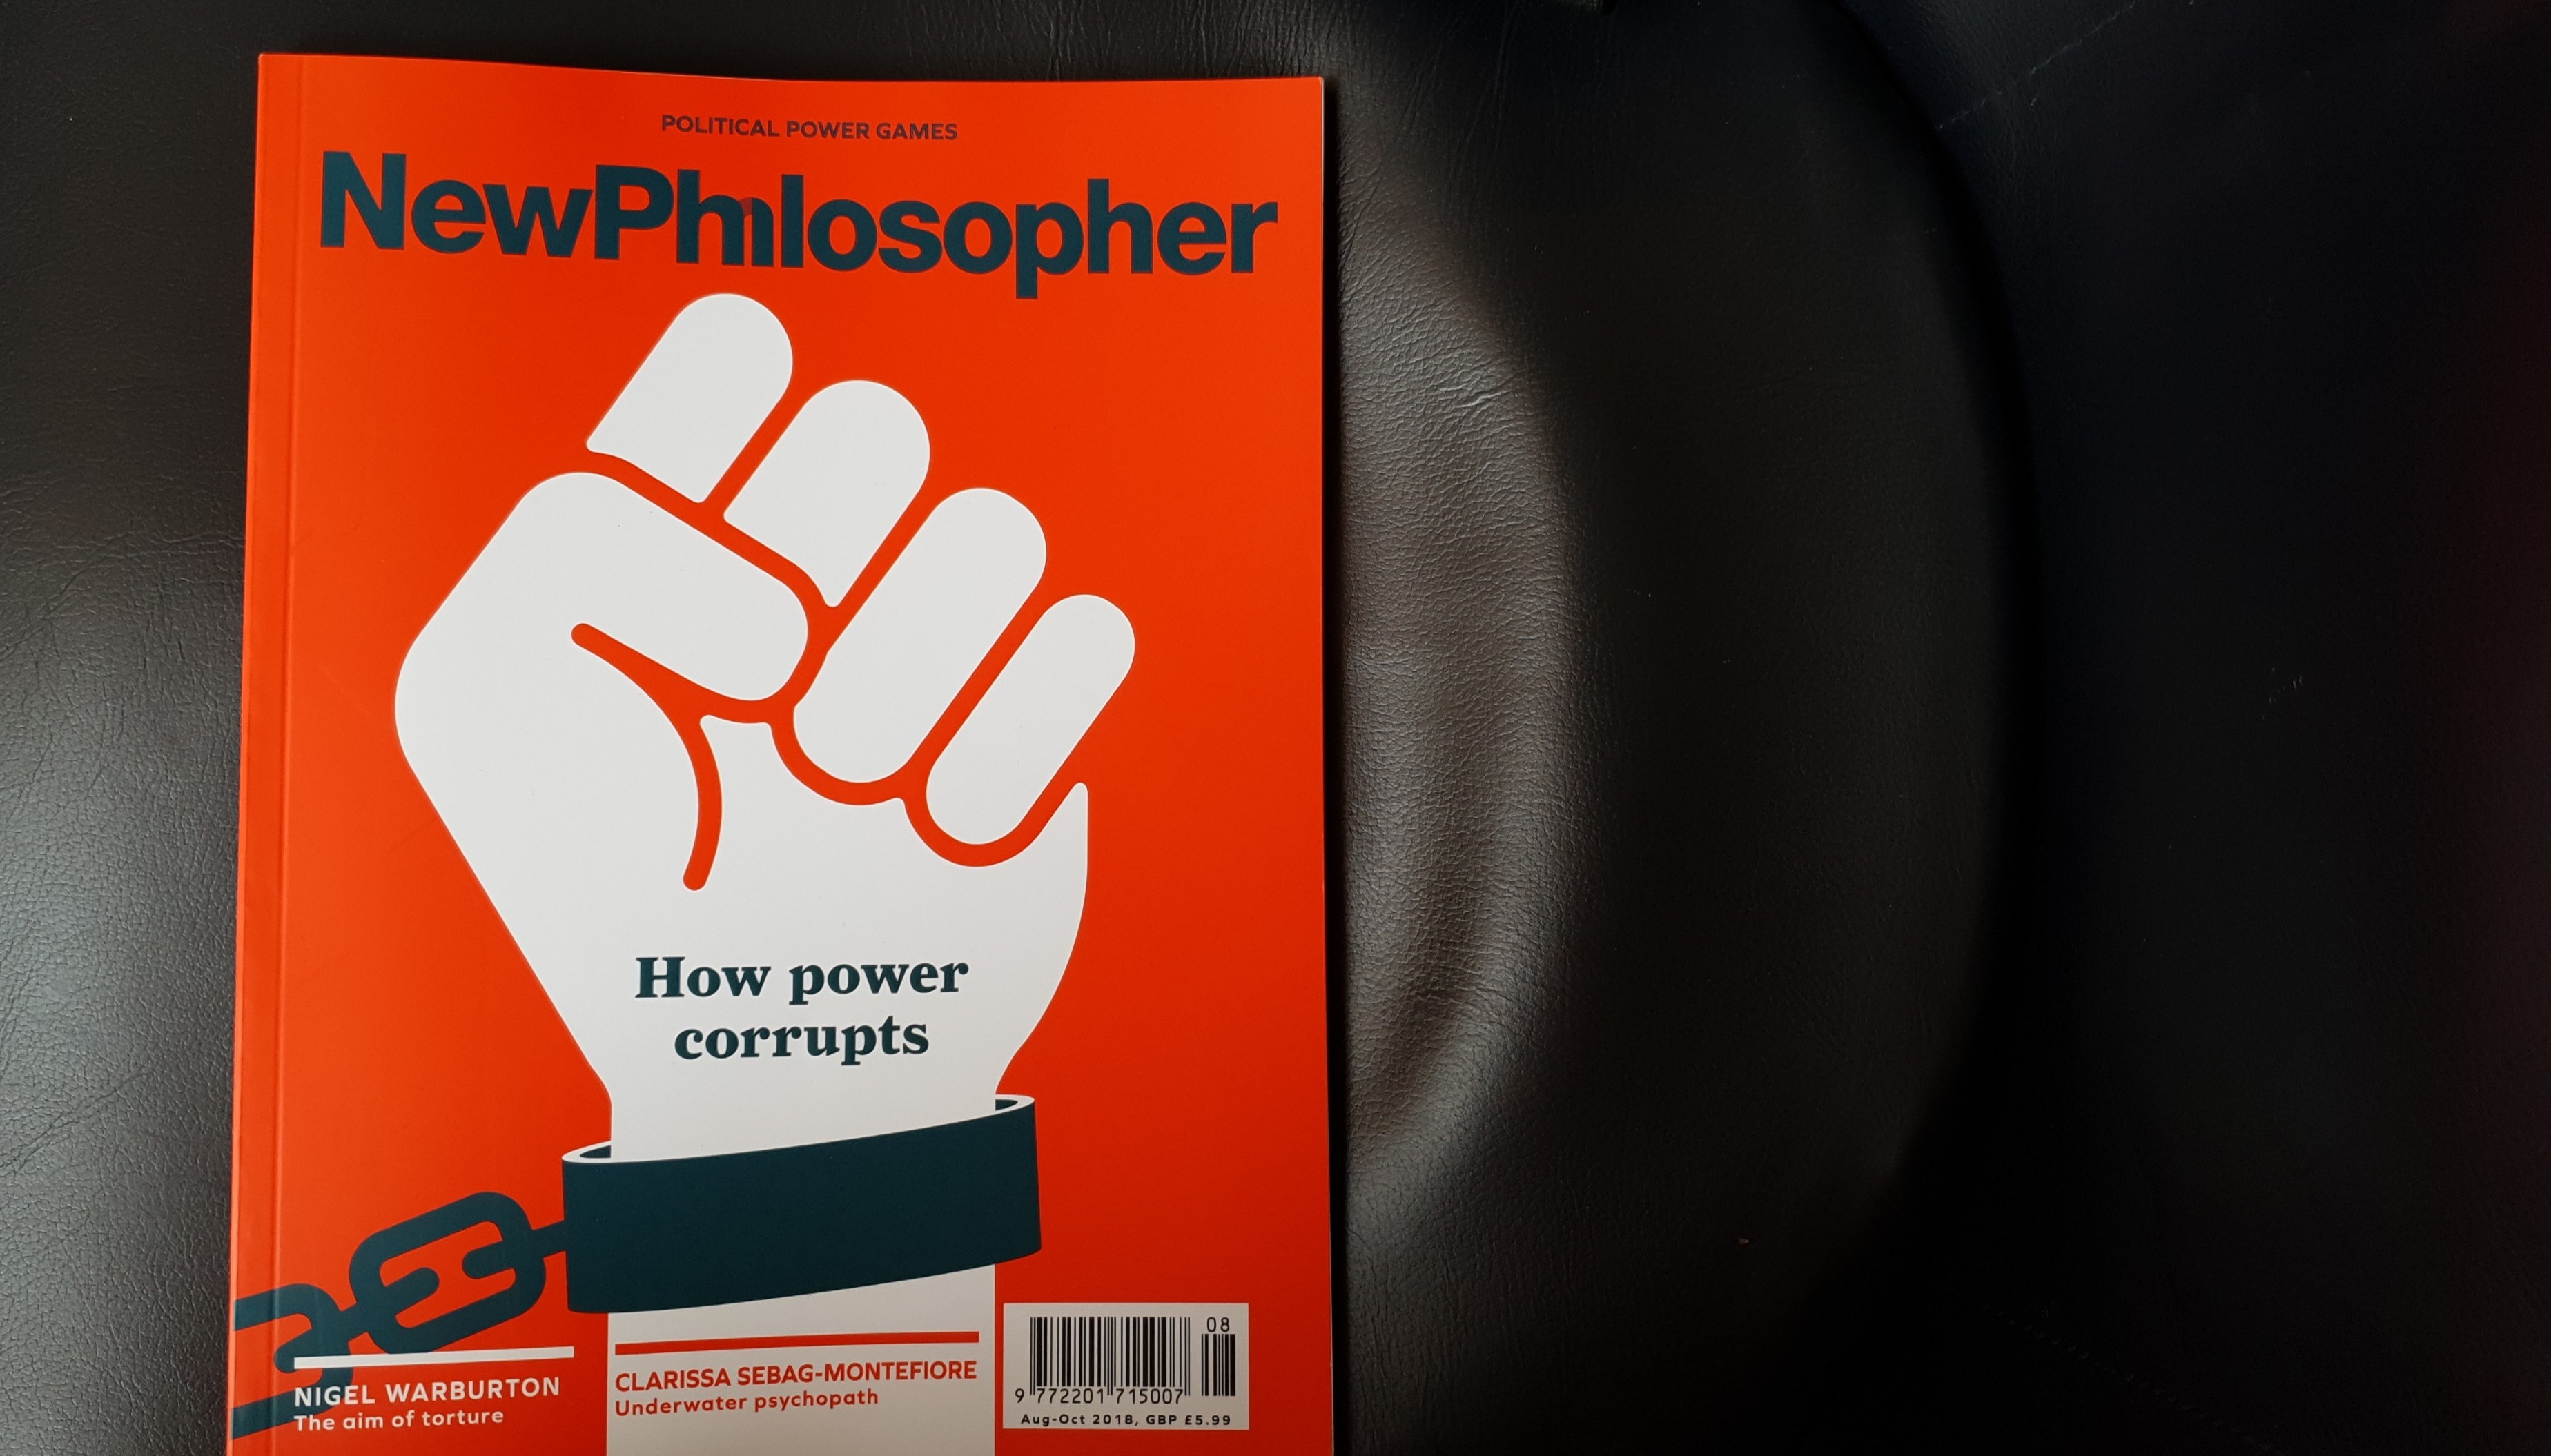 POLITICAL POWER GAMES
NewPhilosopher
How power
corrupts
NIGEL WARBURTON
The aim of torture
CLARISSA SEBAG-MONTEFIORE
Underwater psychopath
08
9 772201 715007
Aug-Oct 2018, GBP £5.99